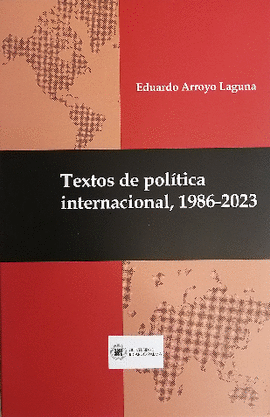 Eduardo Arroyo Laguna
Textos de política
internacional, 1986-2023